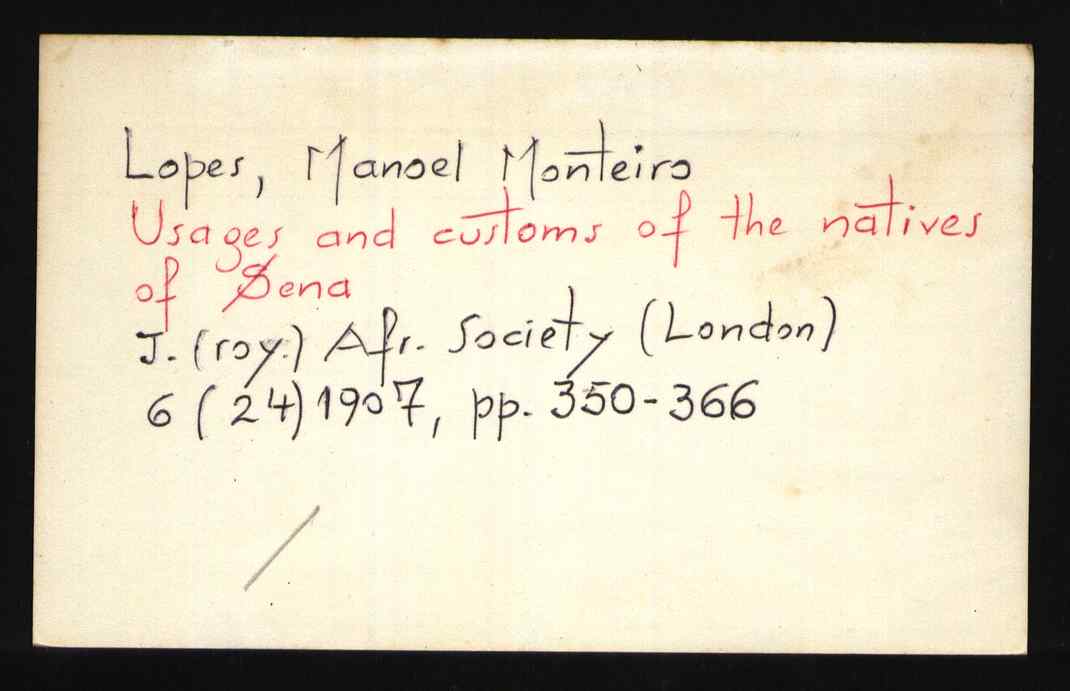 Lopes, Manoel Monteiro
Usages and customs of the natives
of Sena
J. (roy.) Afr. Society (London)
6 (24) 1907, pp. 350-366